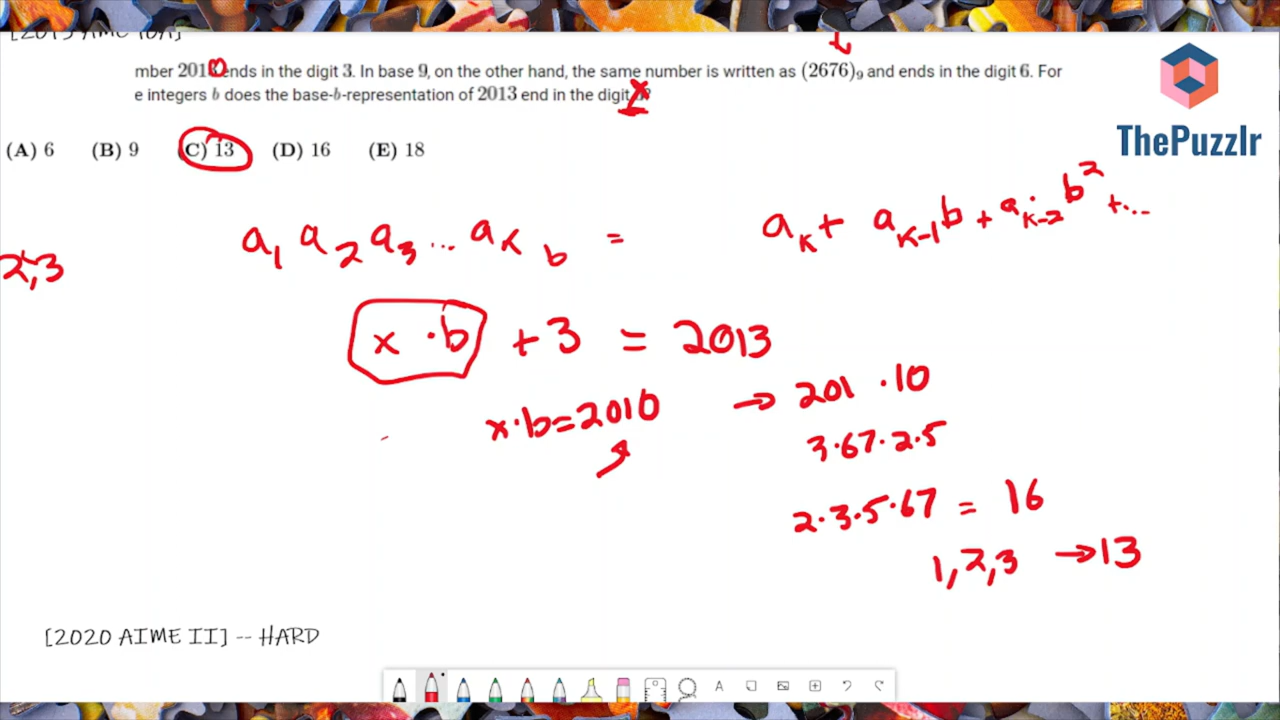 [2013 AMC 10A]
mber 2013 ends in the digit 3. In base 9, on the other hand, the same number is written as (2676)₉ and ends in the digit 6. For
e integers b does the base-b-representation of 2013 end in the digit
ThePuzzlr
(A) 6 (B) 9 (C) 13 (D) 16 (E) 18
a₁ a₂ a₃ ... aₖ b = aₖ + aₖ₋₁b + aₖ₋₂b² + ...
2,3
x · b + 3 = 2013
x·b=2010 → 201 · 10
3·67·2·5
2·3·5·67 = 16
1,2,3 → 13
[2020 AIME II] -- HARD
A